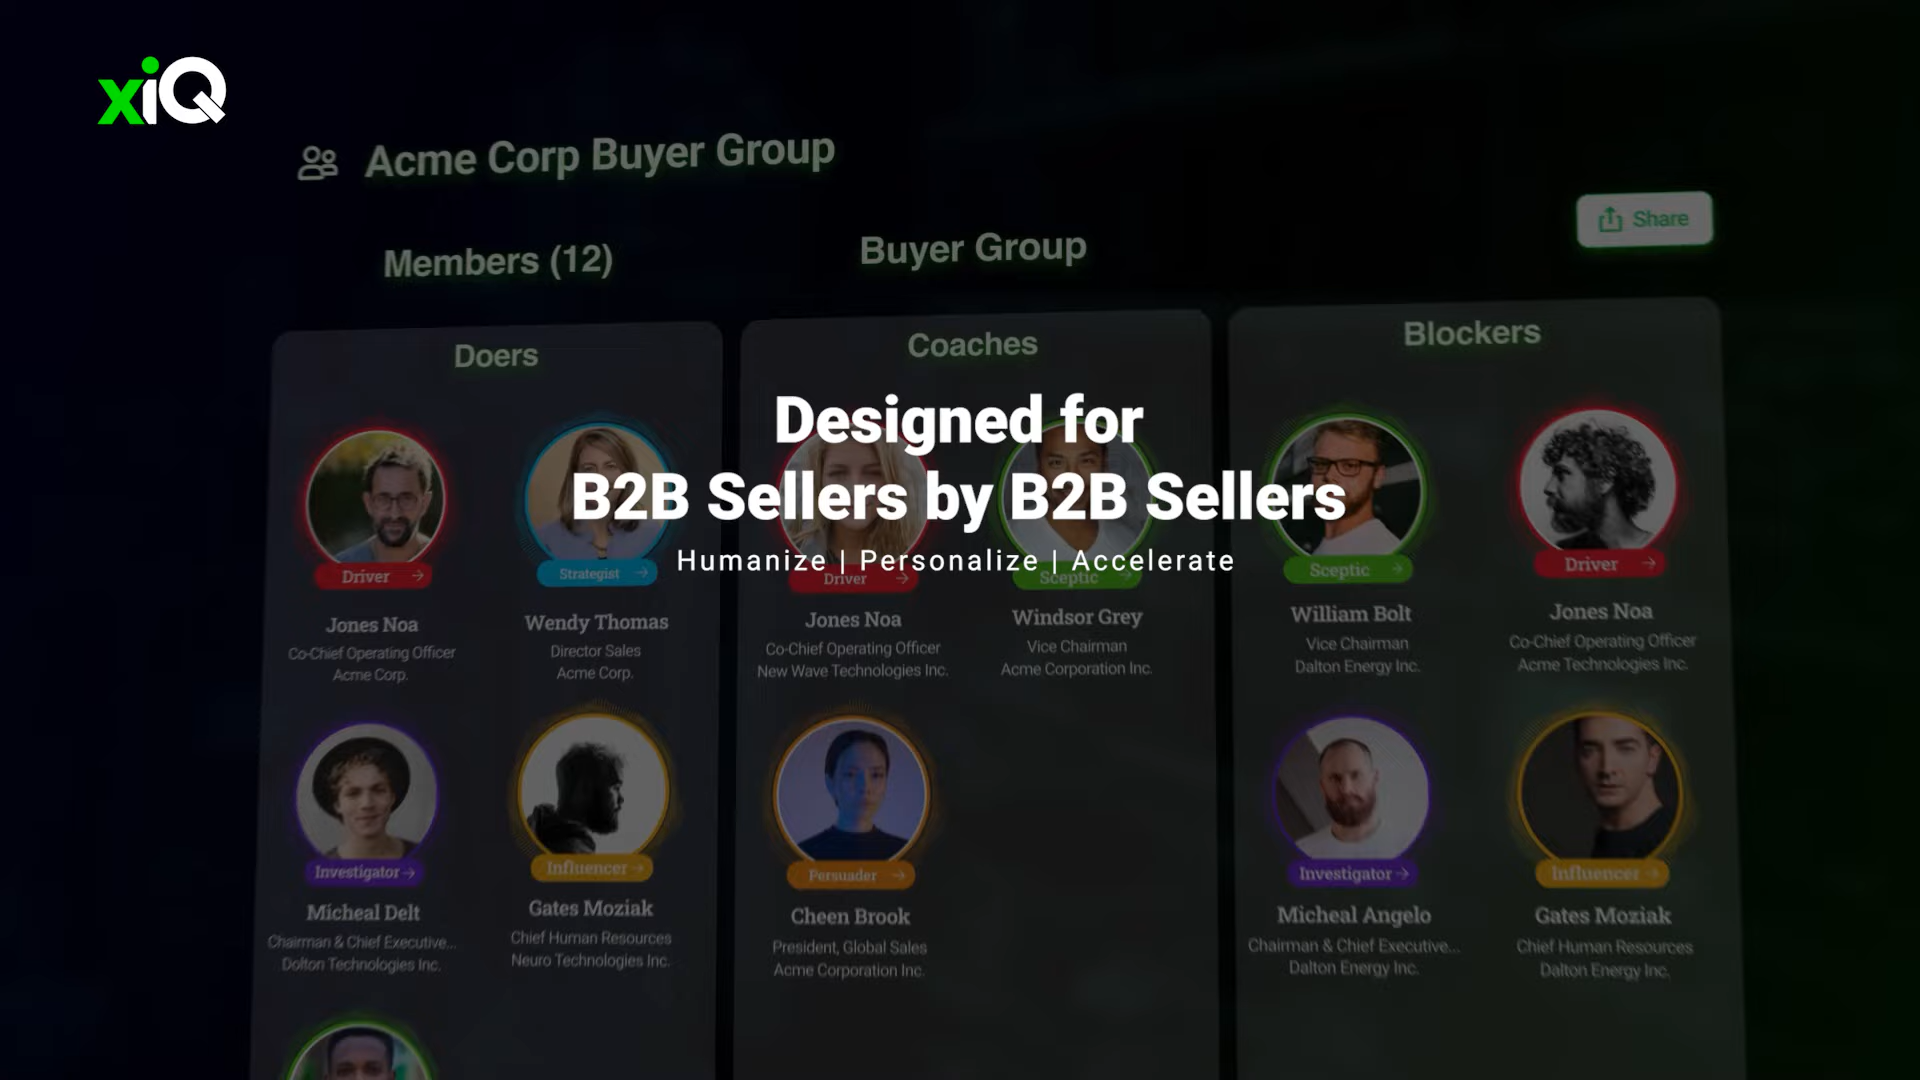 xiQ
Acme Corp Buyer Group
Share
Members (12)
Buyer Group
Doers
Coaches
Blockers
Designed for
B2B Sellers by B2B Sellers
Humanize | Personalize | Accelerate
Driver
Strategist
Driver
Sceptic
Sceptic
Driver
Jones Noa
Co-Chief Operating Officer
Acme Corp.
Wendy Thomas
Director Sales
Acme Corp.
Jones Noa
Co-Chief Operating Officer
New Wave Technologies Inc.
Windsor Grey
Vice Chairman
Acme Corporation Inc.
William Bolt
Vice Chairman
Dalton Energy Inc.
Jones Noa
Co-Chief Operating Officer
Acme Technologies Inc.
Investigator
Influencer
Persuader
Investigator
Influencer
Micheal Delt
Chairman & Chief Executive...
Dolton Technologies Inc.
Gates Moziak
Chief Human Resources
Neuro Technologies Inc.
Cheen Brook
President, Global Sales
Acme Corporation Inc.
Micheal Angelo
Chairman & Chief Executive...
Dalton Energy Inc.
Gates Moziak
Chief Human Resources
Dalton Energy Inc.